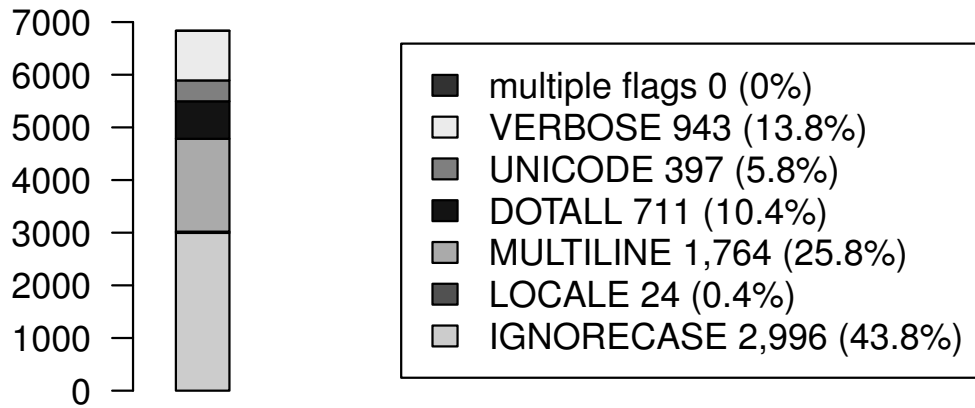 7000
6000
5000
4000
3000
2000
1000
0
multiple flags 0 (0%)
VERBOSE 943 (13.8%)
UNICODE 397 (5.8%)
DOTALL 711 (10.4%)
MULTILINE 1,764 (25.8%)
LOCALE 24 (0.4%)
IGNORECASE 2,996 (43.8%)